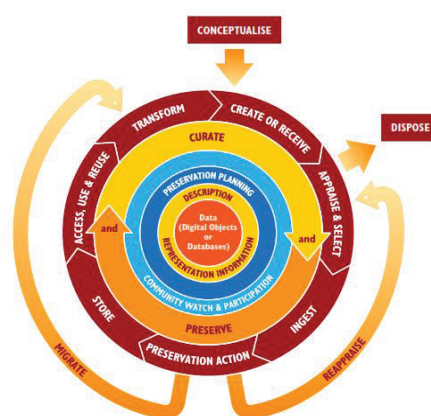 CONCEPTUALISE
DISPOSE
TRANSFORM
CREATE OR RECEIVE
APPRAISE & SELECT
INGEST
PRESERVATION ACTION
STORE
ACCESS, USE & REUSE
CURATE
and
PRESERVE
and
COMMUNITY WATCH & PARTICIPATION
PRESERVATION PLANNING
DESCRIPTION
REPRESENTATION INFORMATION
Data
(Digital Objects
or
Databases)
MIGRATE
REAPPRAISE